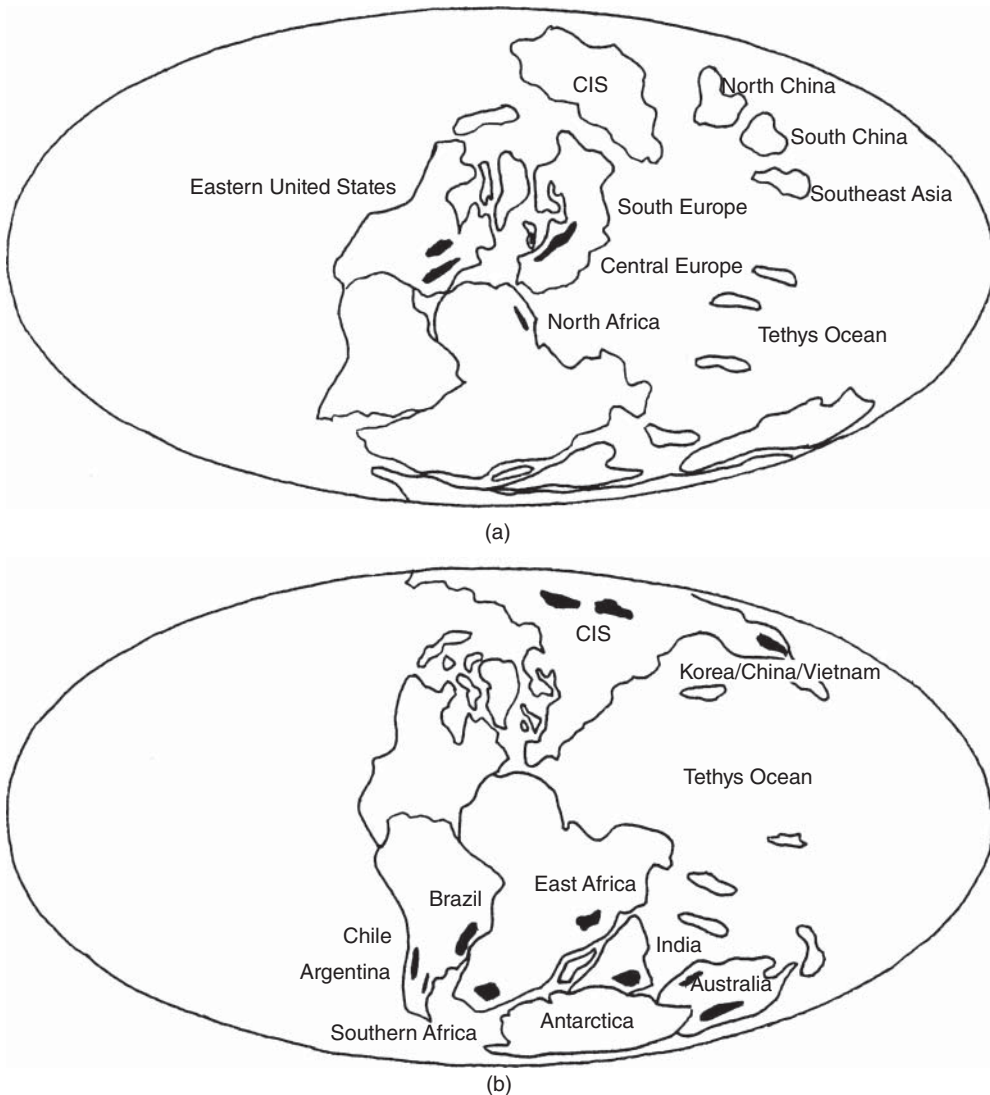 CIS
North China
South China
Eastern United States
Southeast Asia
South Europe
Central Europe
North Africa
Tethys Ocean
(a)
CIS
Korea/China/Vietnam
Tethys Ocean
East Africa
Brazil
Chile
India
Argentina
Australia
Antarctica
Southern Africa
(b)